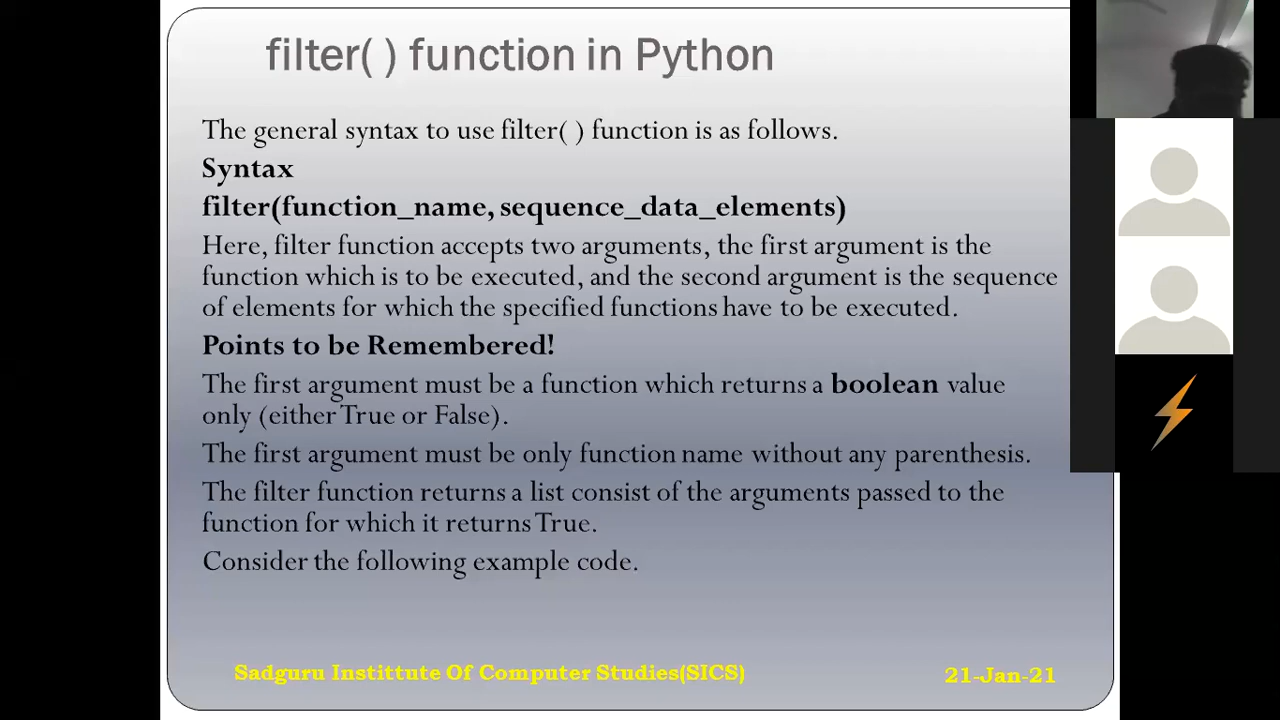 filter( ) function in Python
The general syntax to use filter( ) function is as follows.
Syntax
filter(function_name, sequence_data_elements)
Here, filter function accepts two arguments, the first argument is the
function which is to be executed, and the second argument is the sequence
of elements for which the specified functions have to be executed.
Points to be Remembered!
The first argument must be a function which returns a boolean value
only (either True or False).
The first argument must be only function name without any parenthesis.
The filter function returns a list consist of the arguments passed to the
function for which it returns True.
Consider the following example code.
Sadguru Instittute Of Computer Studies(SICS)
21-Jan-21